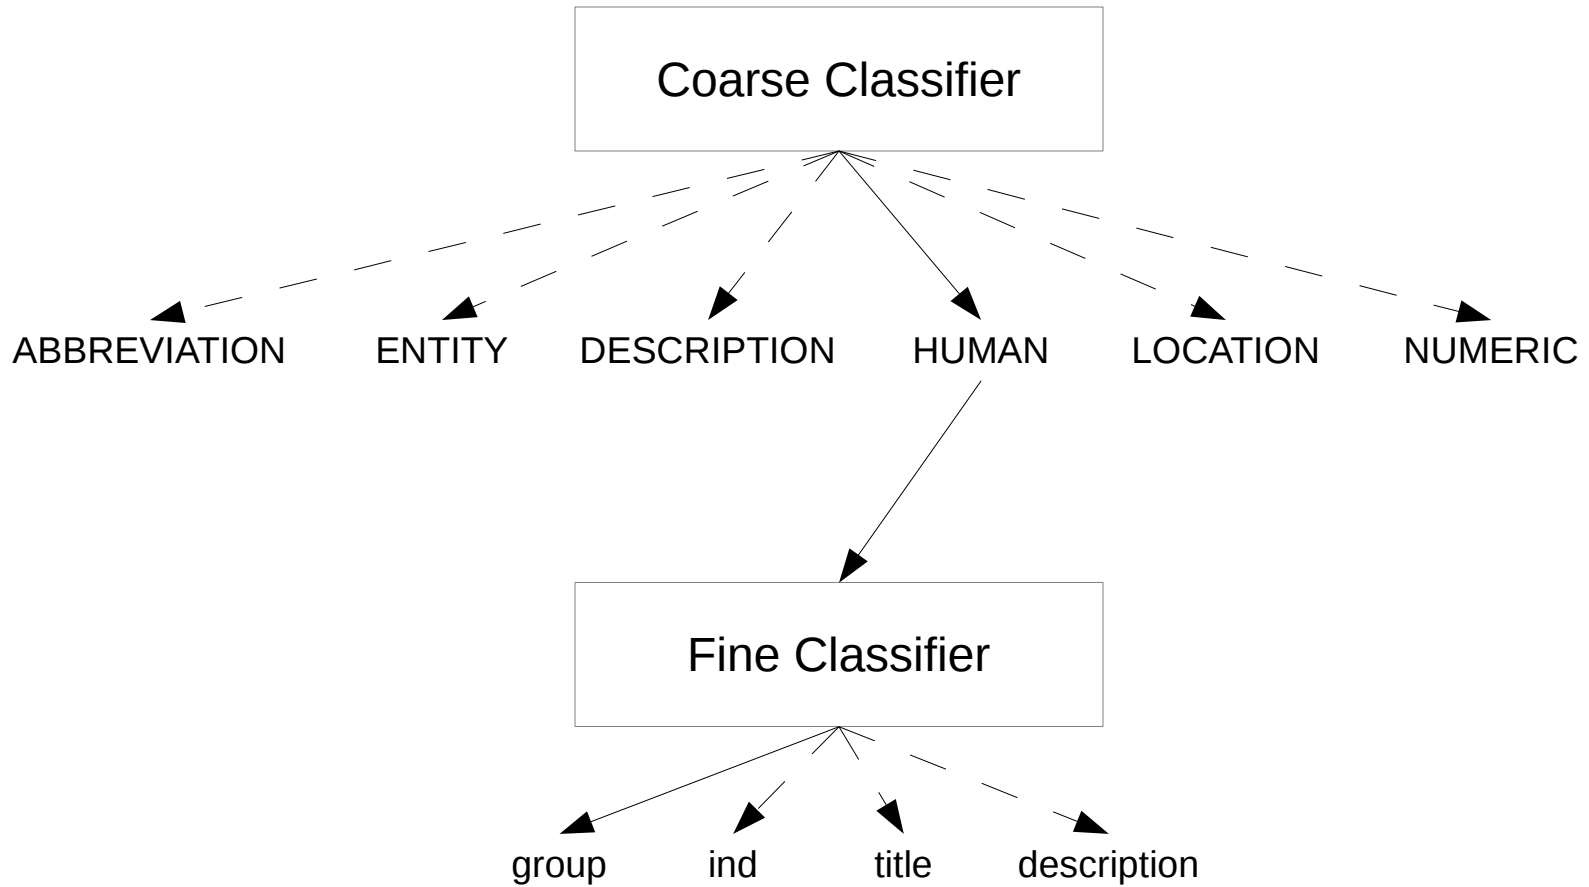 Coarse Classifier
ABBREVIATION ENTITY DESCRIPTION HUMAN LOCATION NUMERIC
Fine Classifier
group ind title description